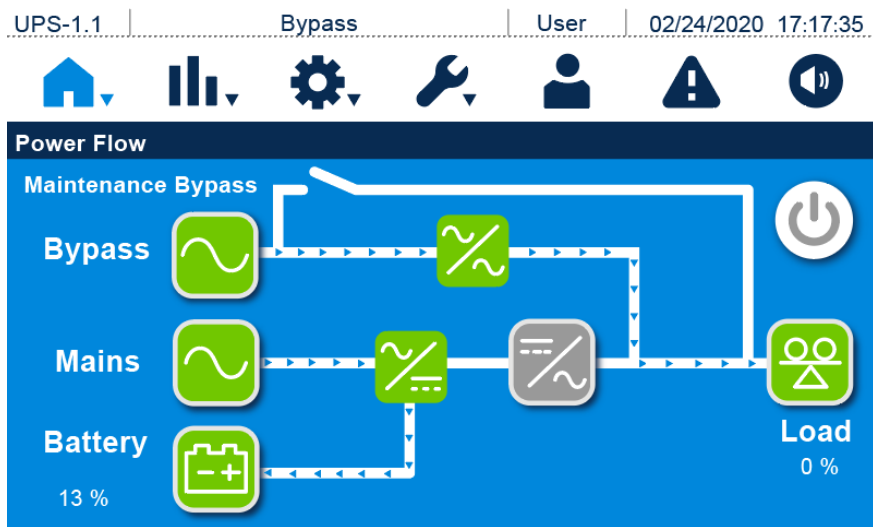 UPS-1.1 Bypass User 02/24/2020 17:17:35
Power Flow
Maintenance Bypass
Bypass
Mains
Battery
13 %
Load
0 %